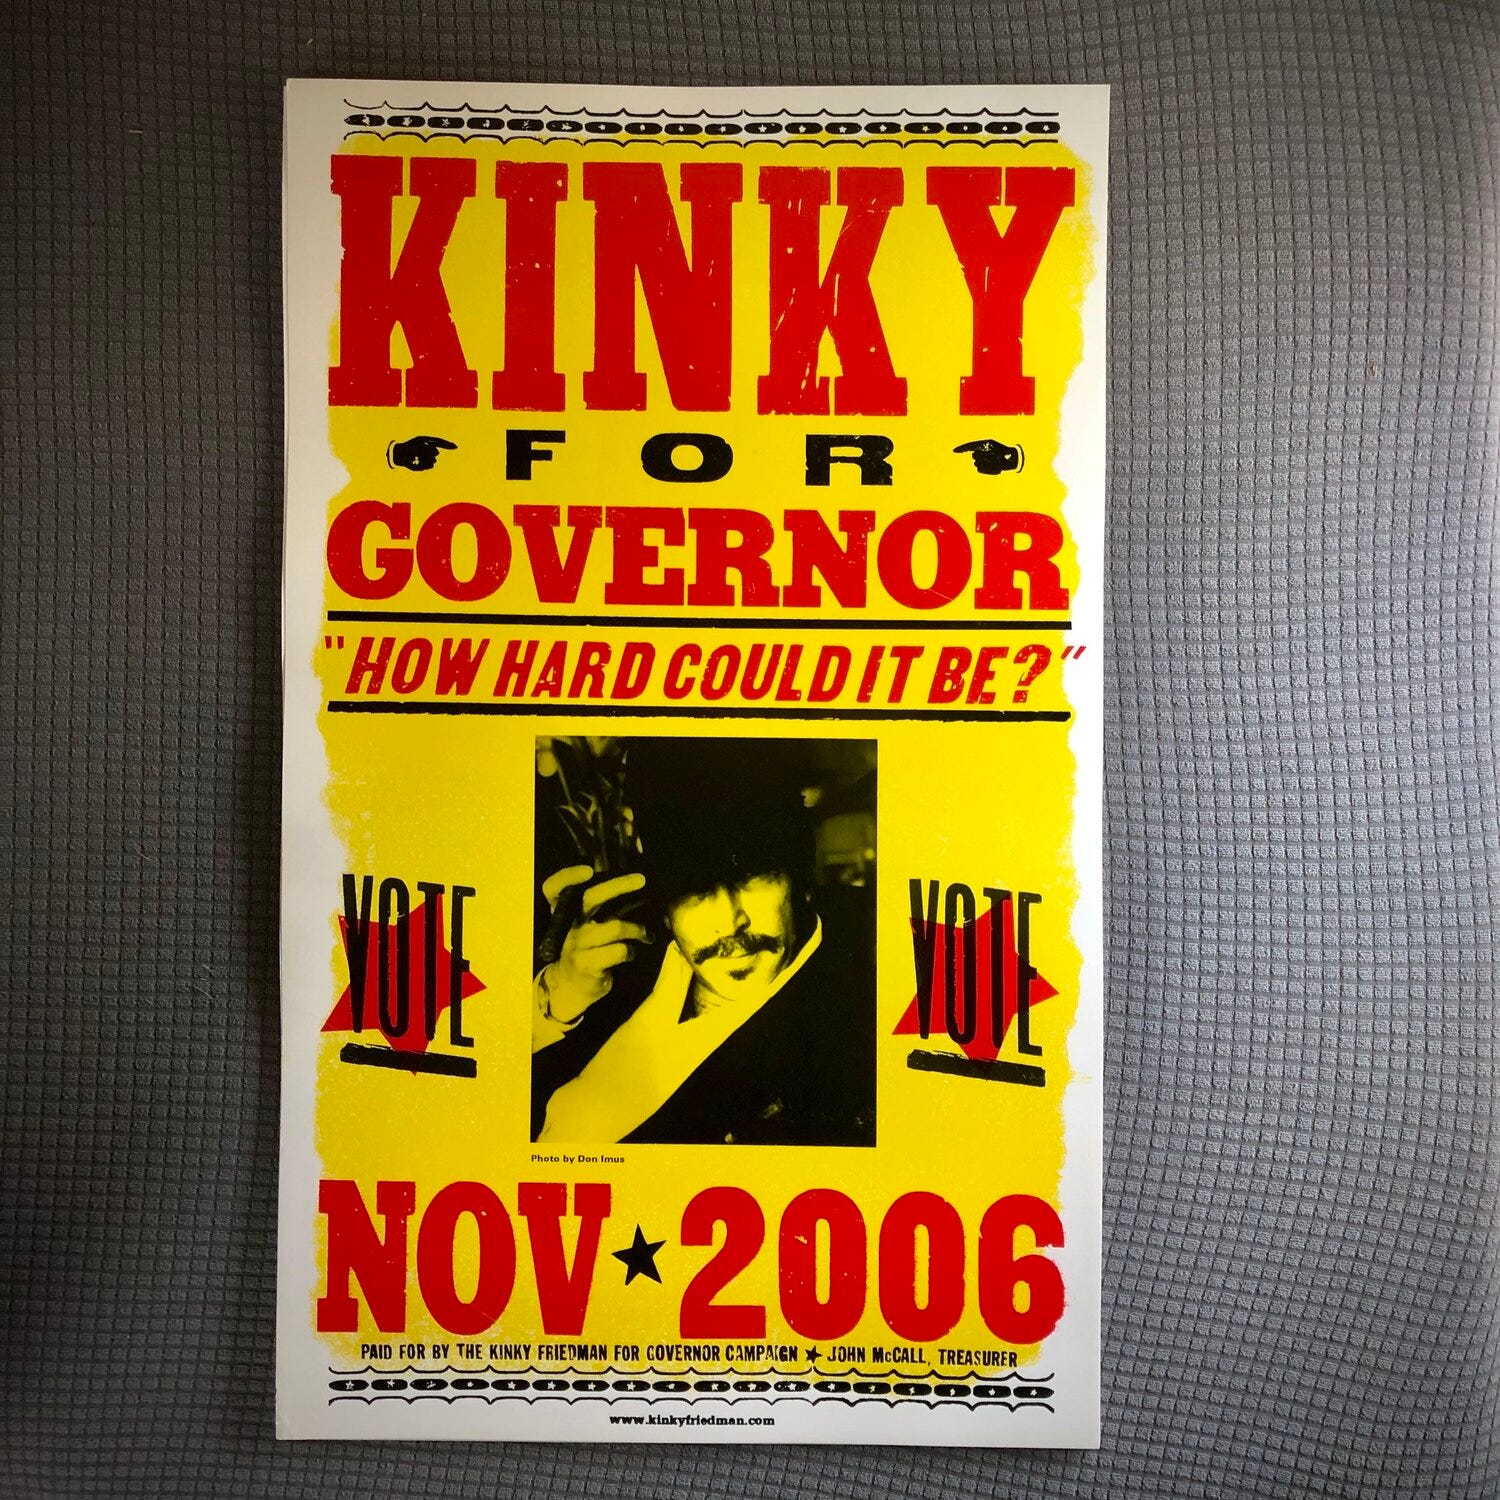 KINKY
FOR
GOVERNOR
"HOW HARD COULD IT BE?"
VOTE
VOTE
Photo by Don Imus
NOV★2006
PAID FOR BY THE KINKY FRIEDMAN FOR GOVERNOR CAMPAIGN ★ JOHN McCALL, TREASURER
www.kinkyfriedman.com